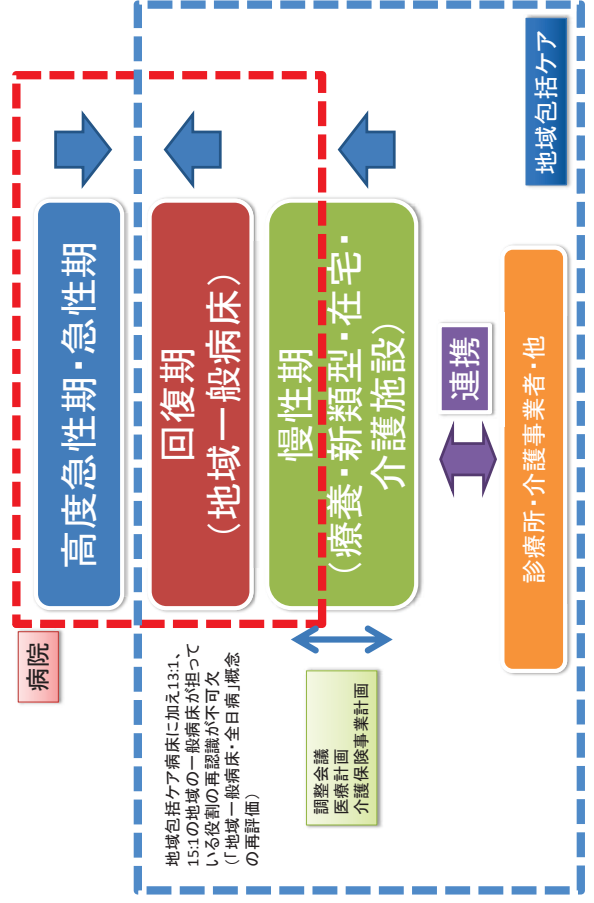 病院
高度急性期・急性期
回復期
（地域一般病床）
慢性期
（療養・新類型・在宅・
介護施設）
地域包括ケア病床に加え13:1、
15:1の地域の一般病床が担って
いる役割の再認識が不可欠
（「地域一般病床・全日病」概念
の再評価）
調整会議
医療計画
介護保険事業計画
連携
診療所・介護事業者・他
地域包括ケア